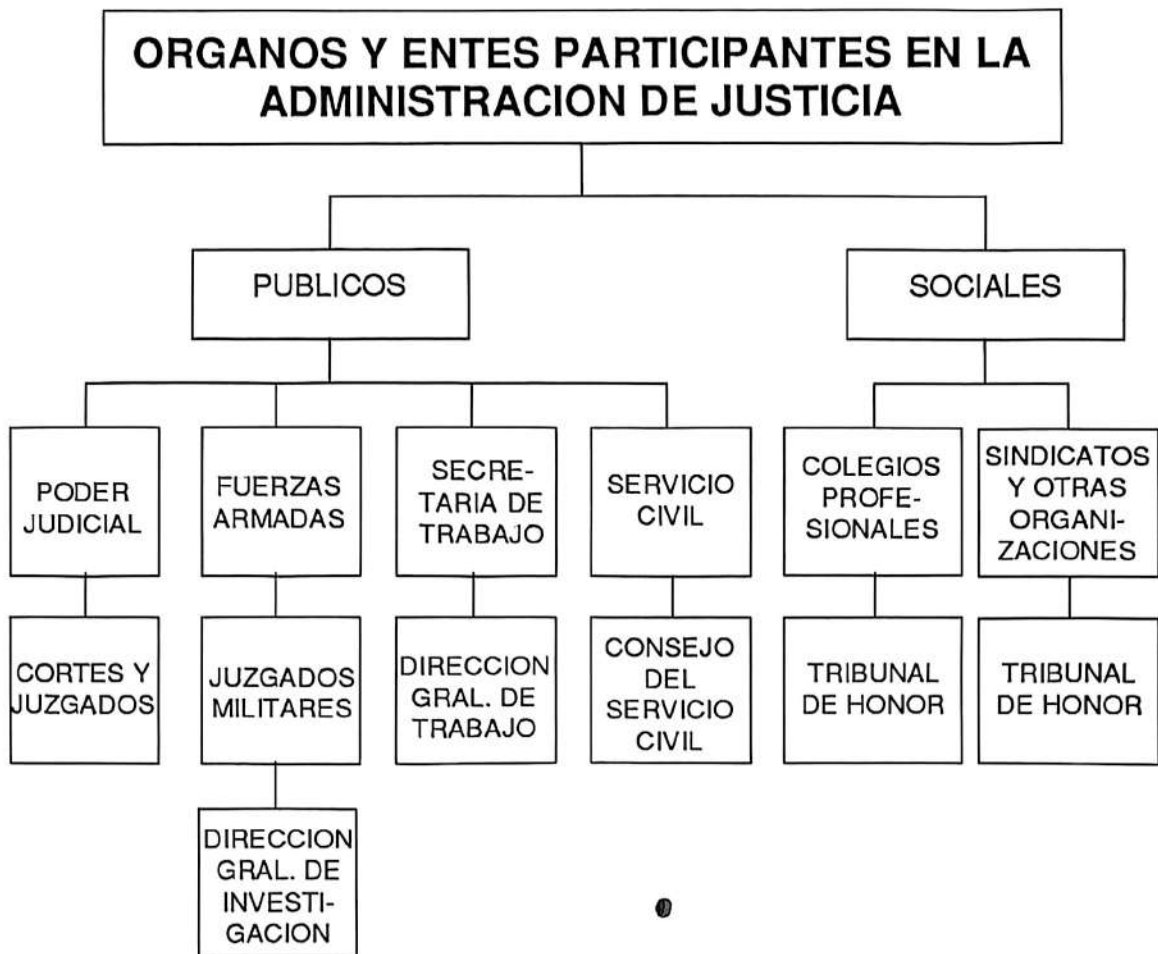 ORGANOS Y ENTES PARTICIPANTES EN LA
ADMINISTRACION DE JUSTICIA
PUBLICOS
SOCIALES
PODER
JUDICIAL
FUERZAS
ARMADAS
SECRE-
TARIA DE
TRABAJO
SERVICIO
CIVIL
COLEGIOS
PROFE-
SIONALES
SINDICATOS
Y OTRAS
ORGANI-
ZACIONES
CORTES Y
JUZGADOS
JUZGADOS
MILITARES
DIRECCION
GRAL. DE
TRABAJO
CONSEJO
DEL
SERVICIO
CIVIL
TRIBUNAL
DE HONOR
TRIBUNAL
DE HONOR
DIRECCION
GRAL. DE
INVESTI-
GACION